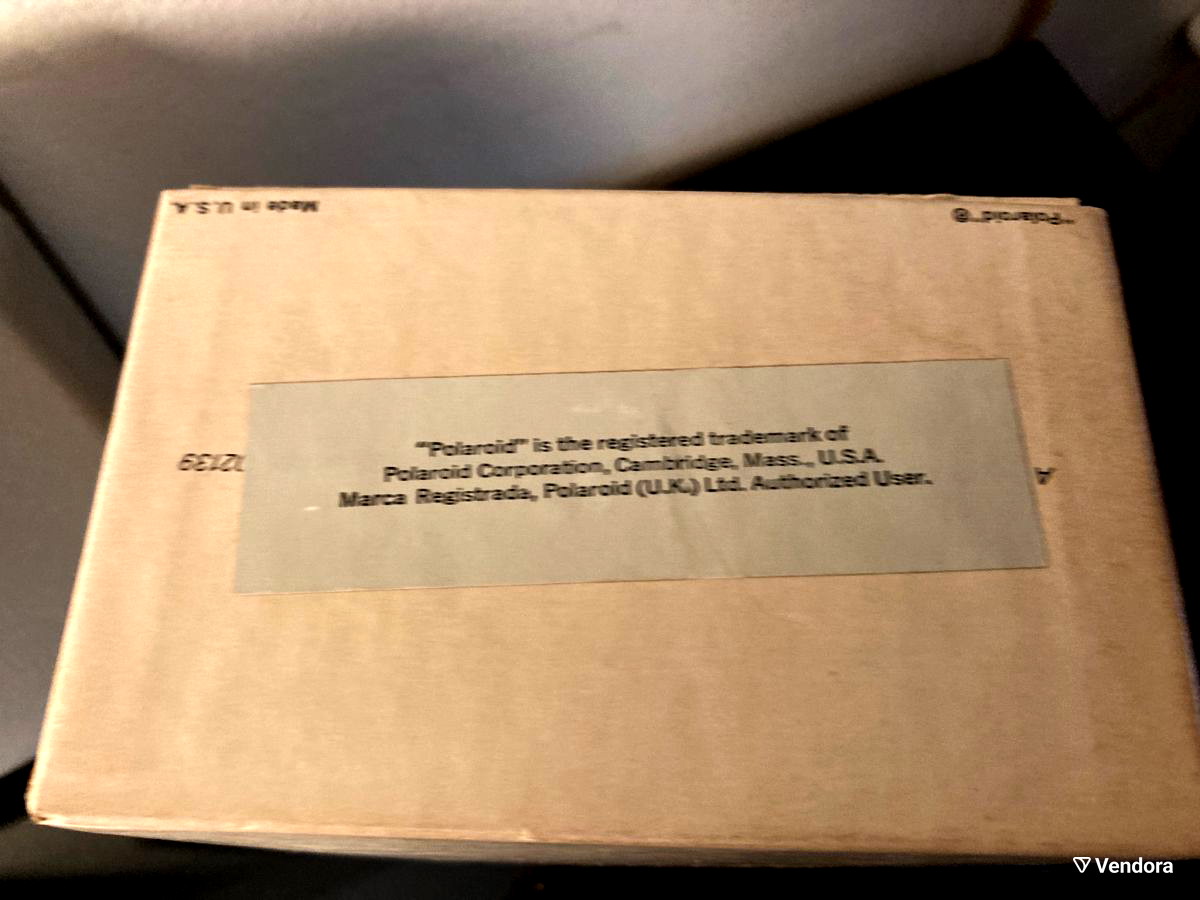 Made in U.S.A.
"Polaroid"®
"Polaroid" is the registered trademark of
Polaroid Corporation, Cambridge, Mass., U.S.A.
Marca Registrada, Polaroid (U.K.) Ltd. Authorized User.
02139
A
Vendora